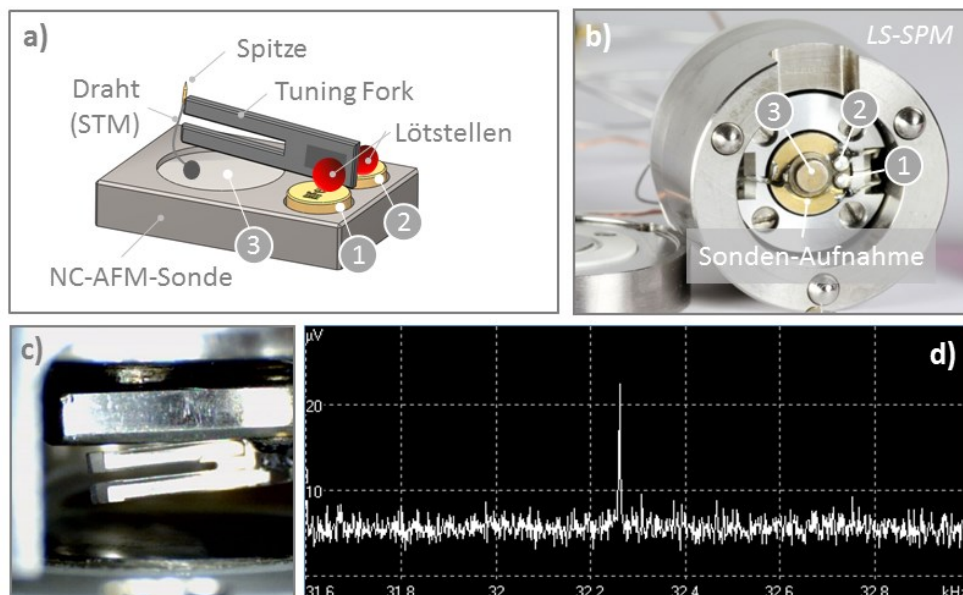 a)
Spitze
Draht
(STM)
Tuning Fork
Lötstellen
1
2
3
NC-AFM-Sonde
b)
LS-SPM
3
2
1
Sonden-Aufnahme
c)
d)
µV
20
10
31.6
31.8
32
32.2
32.4
32.6
32.8
kHz